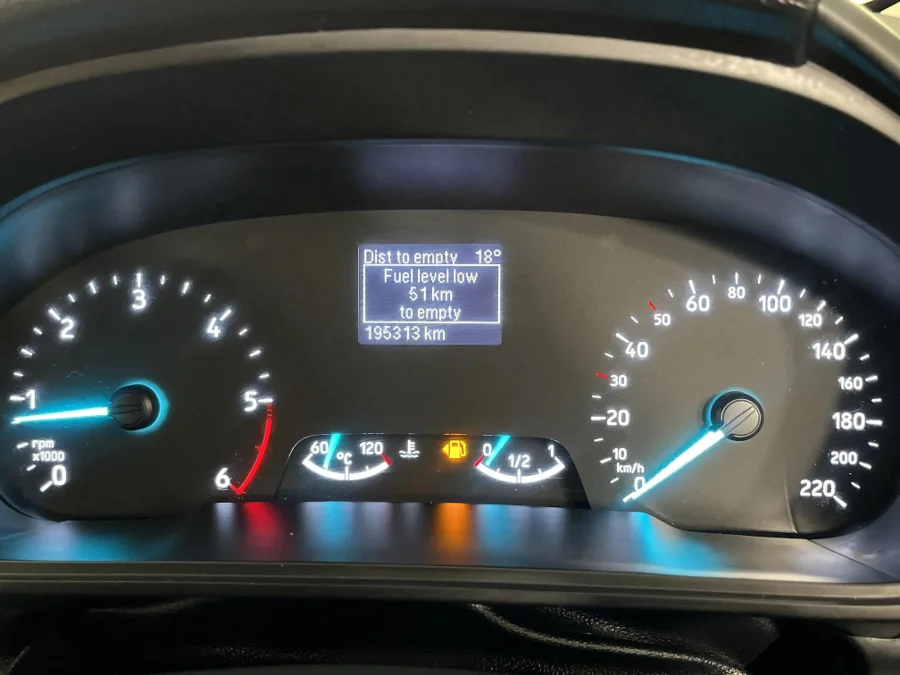 Dist to empty 18°
Fuel level low
51 km
to empty
195313 km
0
1
2
3
4
5
6
rpm
x1000
60 °C 120
0 1/2 1
0
10
20
30
40
50
60
80
100
120
140
160
180
200
220
km/h